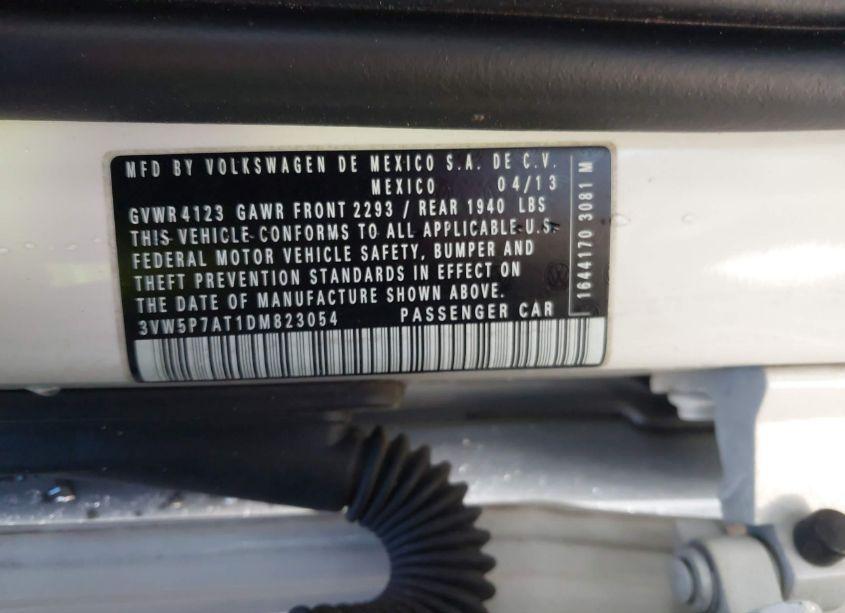 MFD BY VOLKSWAGEN DE MEXICO S.A. DE C.V.
MEXICO 04/13
GVWR 4123 GAWR FRONT 2293 / REAR 1940 LBS
THIS VEHICLE CONFORMS TO ALL APPLICABLE U.S.
FEDERAL MOTOR VEHICLE SAFETY, BUMPER AND
THEFT PREVENTION STANDARDS IN EFFECT ON
THE DATE OF MANUFACTURE SHOWN ABOVE.
3VW5P7AT1DM823054 PASSENGER CAR
1644170 3081 M